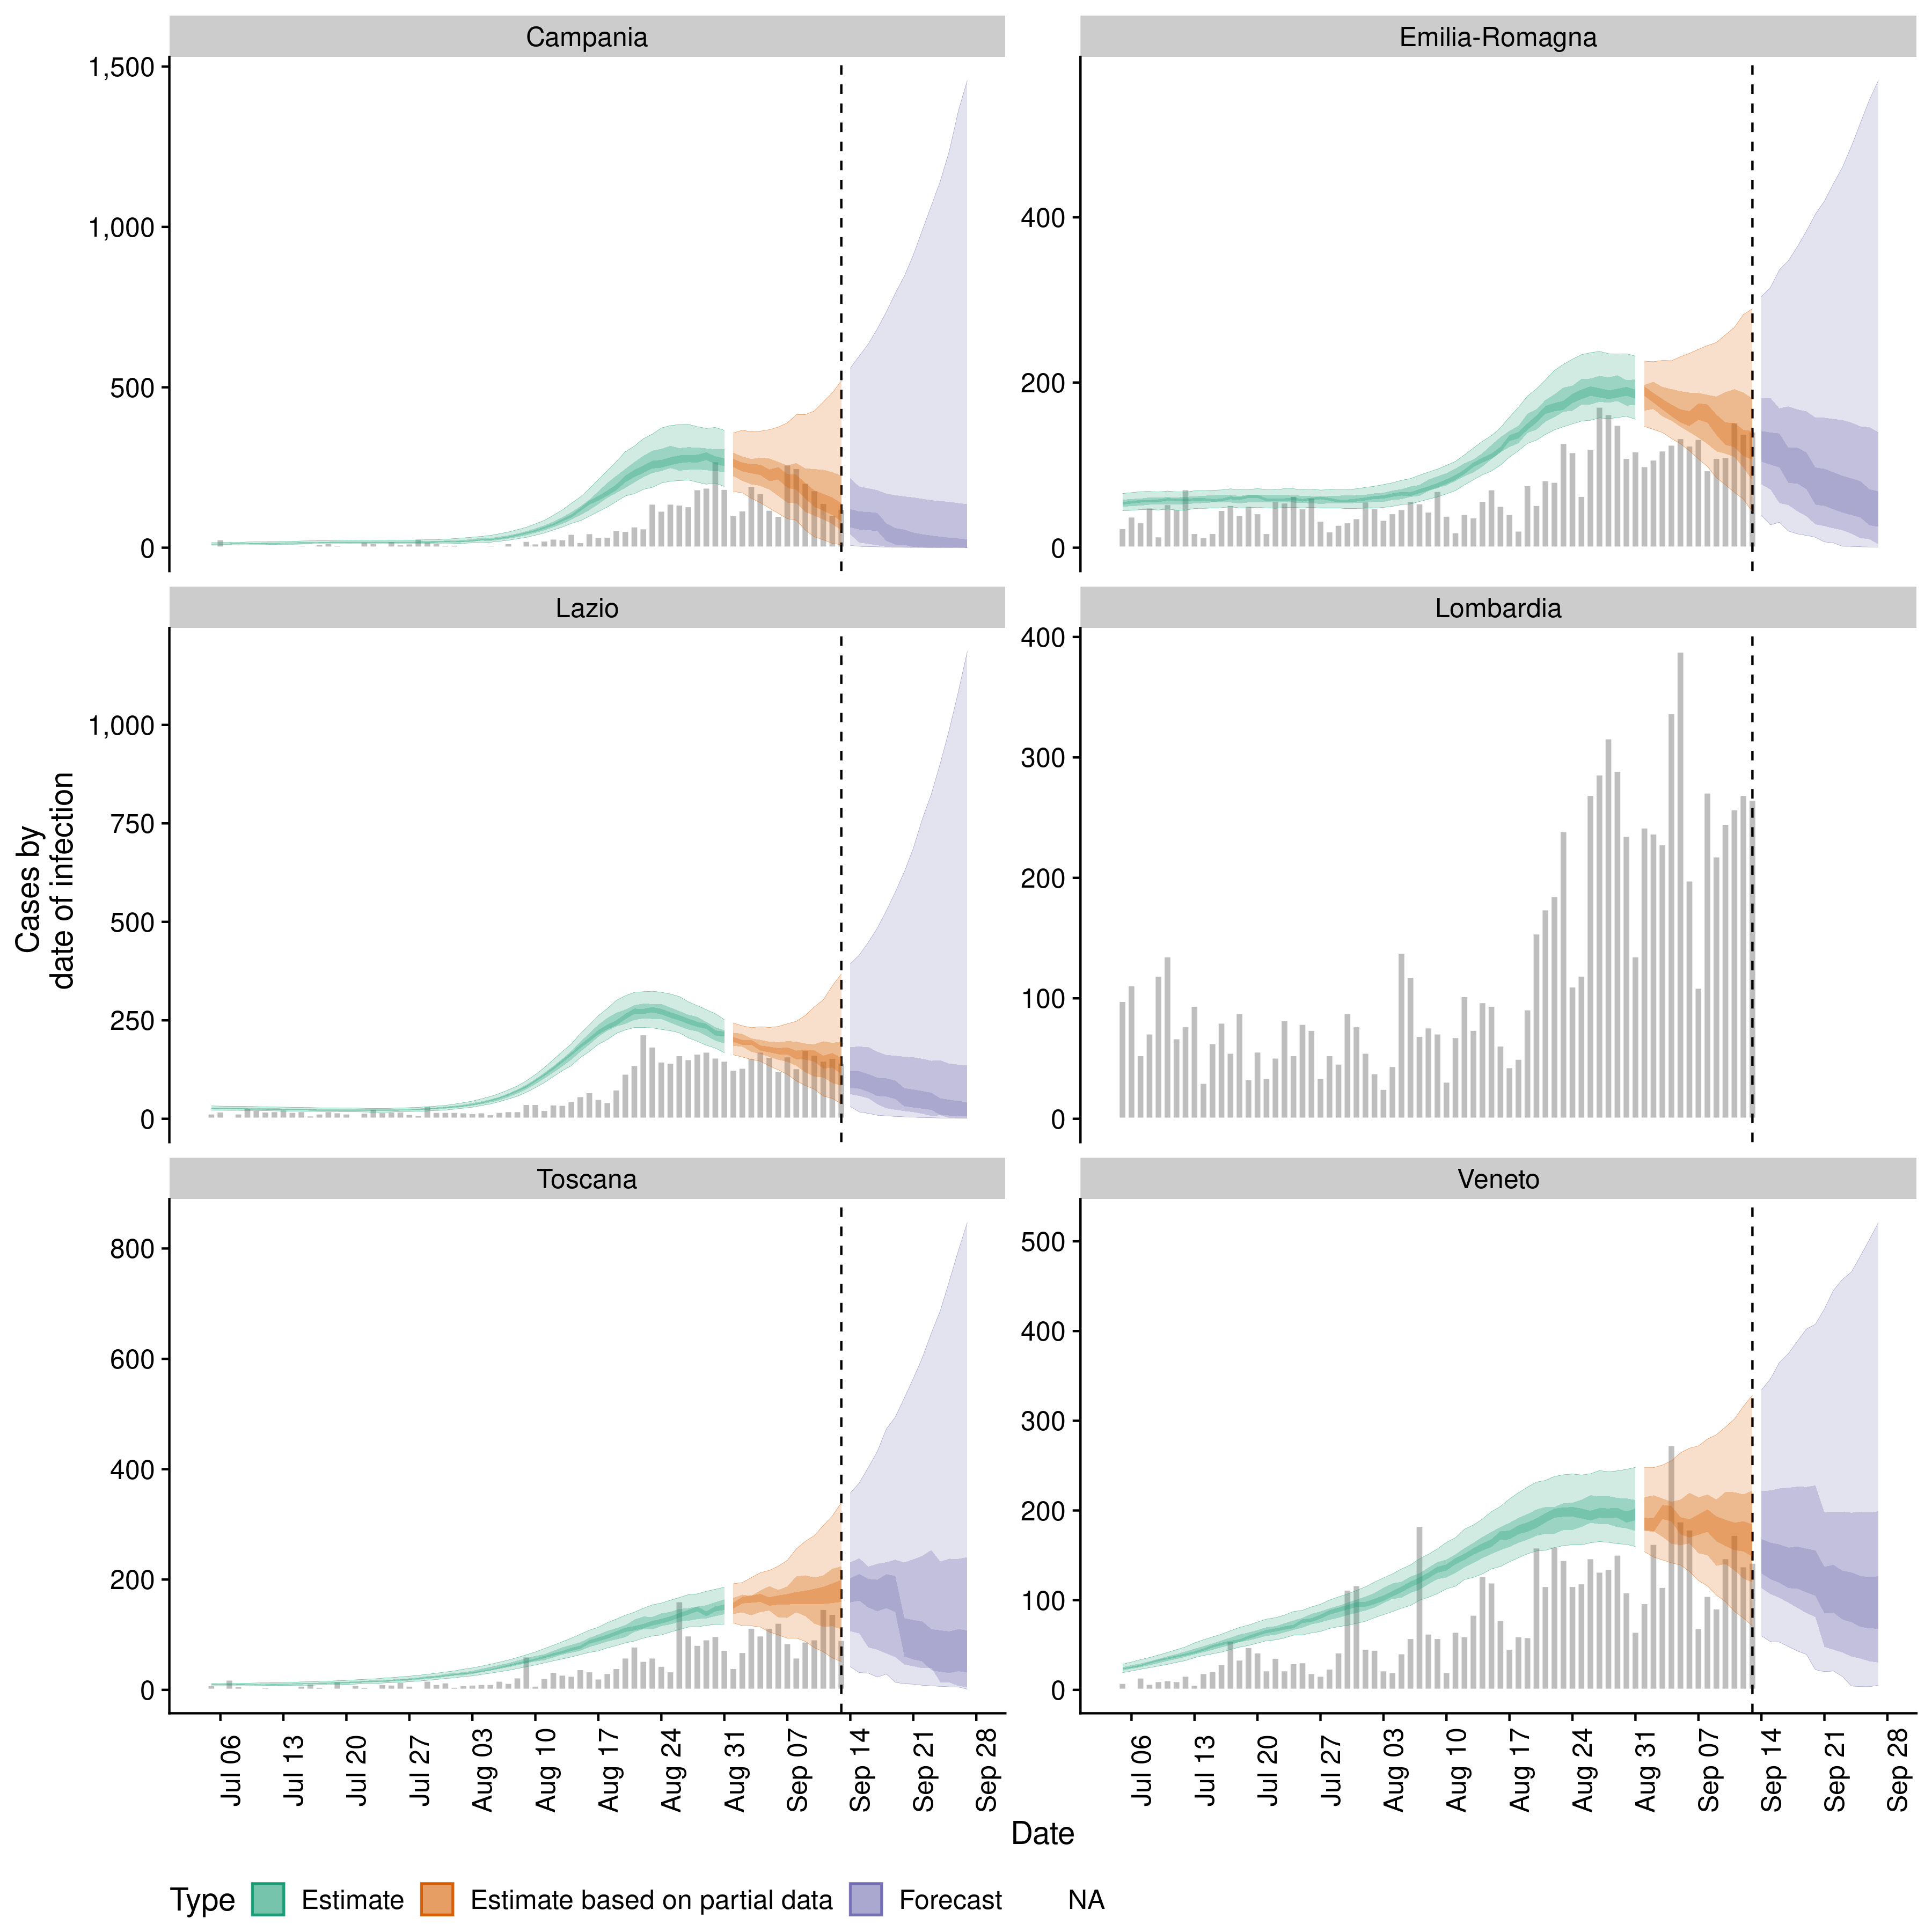 Campania
Emilia-Romagna
1,500
1,000
500
0
400
200
0
Lazio
Lombardia
1,000
750
500
250
0
400
300
200
100
0
Cases by
date of infection
Toscana
Veneto
800
600
400
200
0
500
400
300
200
100
0
Jul 06
Jul 13
Jul 20
Jul 27
Aug 03
Aug 10
Aug 17
Aug 24
Aug 31
Sep 07
Sep 14
Sep 21
Sep 28
Jul 06
Jul 13
Jul 20
Jul 27
Aug 03
Aug 10
Aug 17
Aug 24
Aug 31
Sep 07
Sep 14
Sep 21
Sep 28
Date
Type Estimate Estimate based on partial data Forecast NA